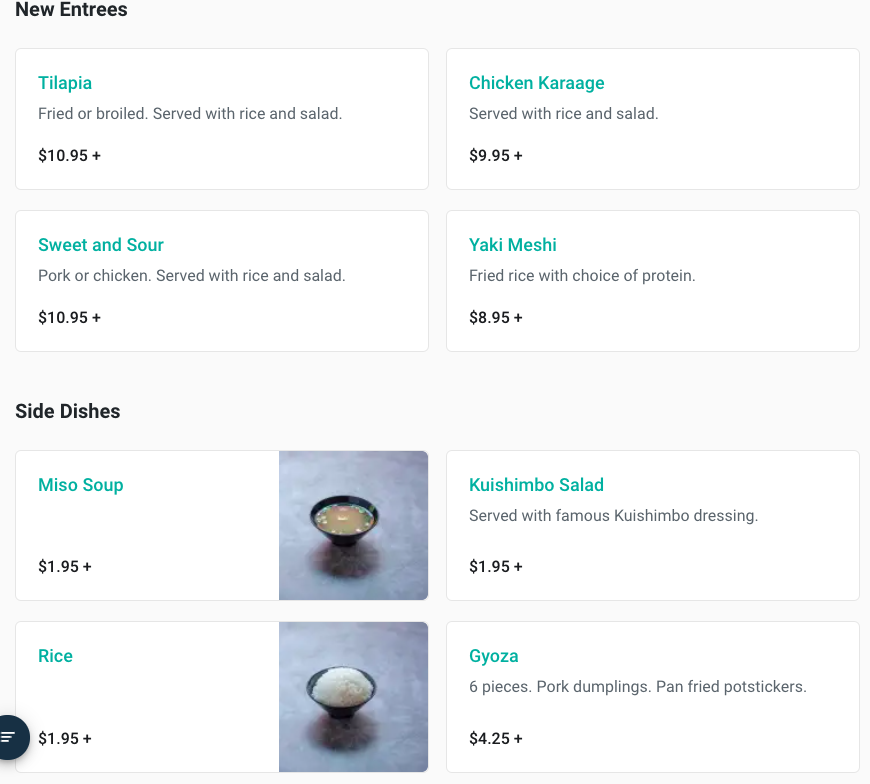 New Entrees
Tilapia
Fried or broiled. Served with rice and salad.
$10.95 +
Chicken Karaage
Served with rice and salad.
$9.95 +
Sweet and Sour
Pork or chicken. Served with rice and salad.
$10.95 +
Yaki Meshi
Fried rice with choice of protein.
$8.95 +
Side Dishes
Miso Soup
$1.95 +
Kuishimbo Salad
Served with famous Kuishimbo dressing.
$1.95 +
Rice
$1.95 +
Gyoza
6 pieces. Pork dumplings. Pan fried potstickers.
$4.25 +